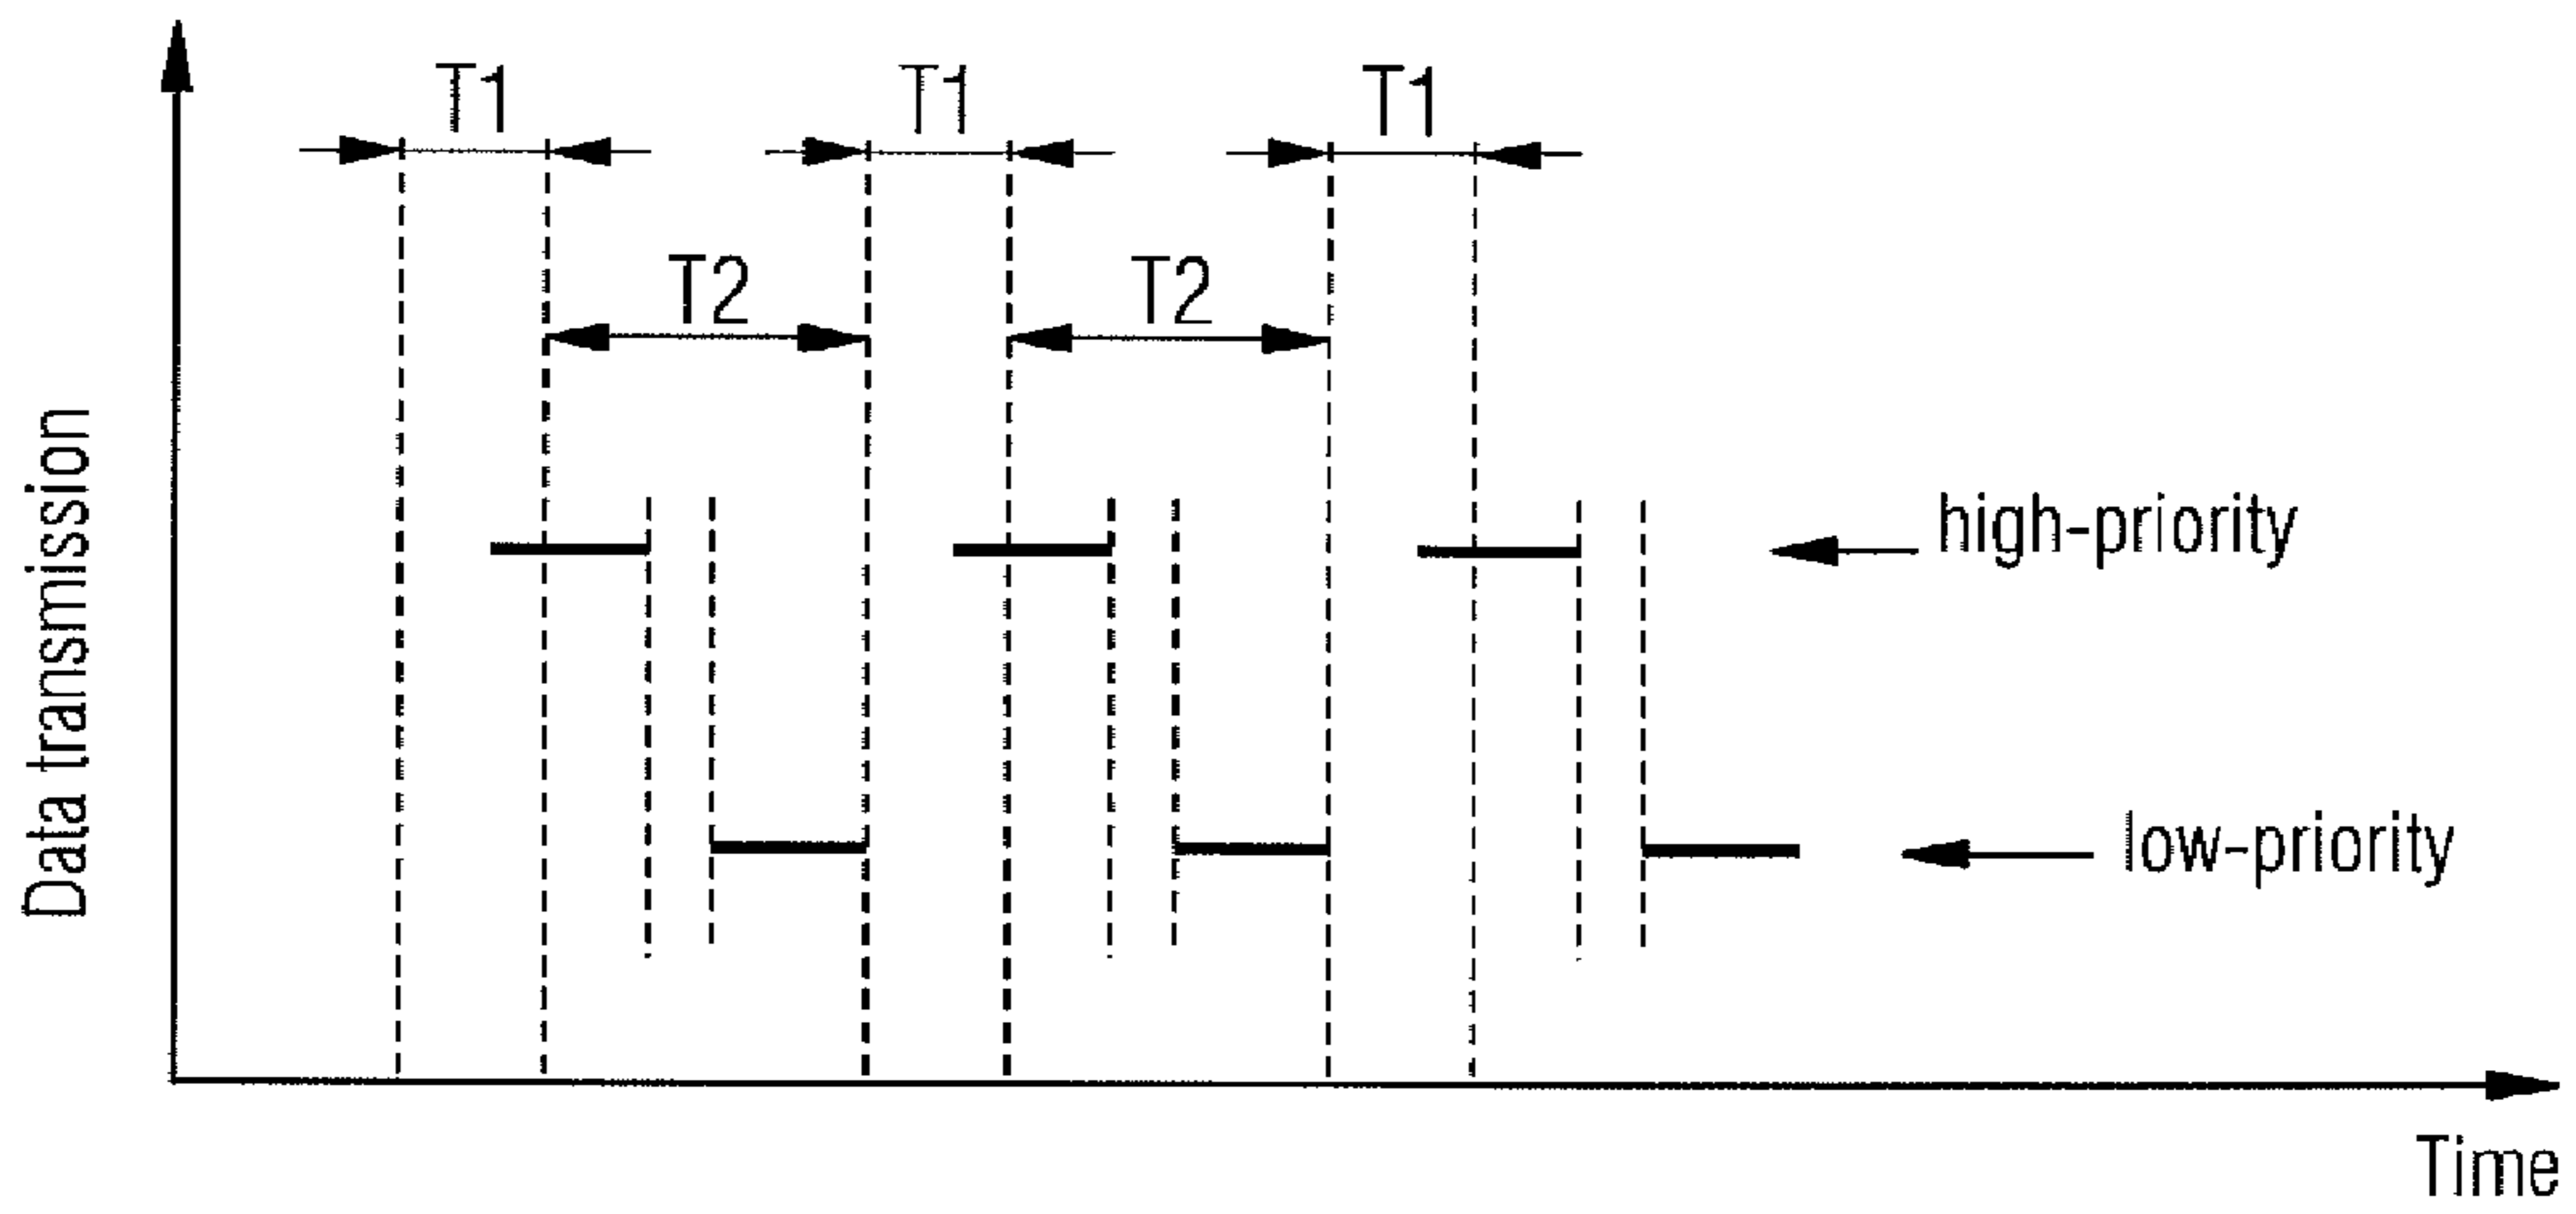 T1 T1 T1
T2 T2
Data transmission
high-priority
low-priority
Time